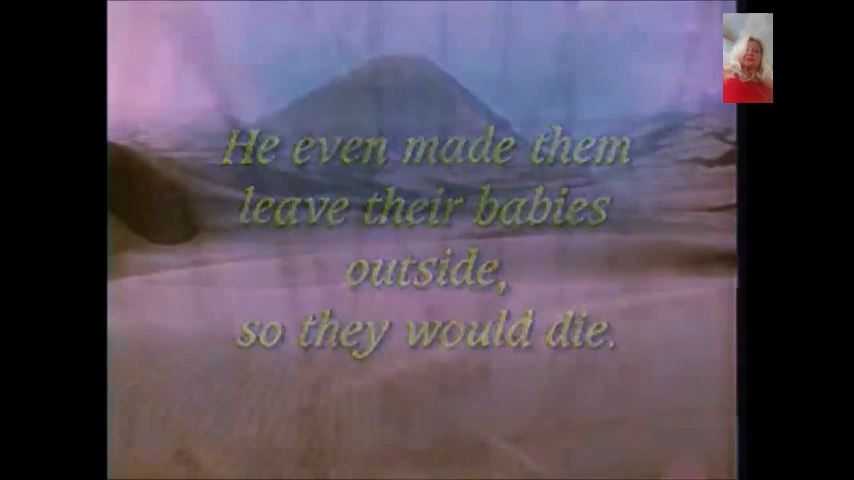 He even made them
leave their babies
outside,
so they would die.